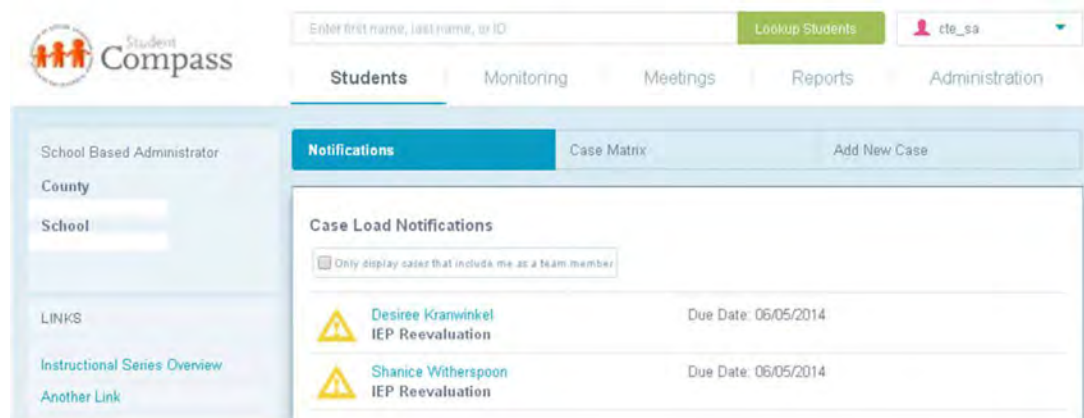 Student
Compass
Enter first name, last name, or ID
Lookup Students
cte_sa
Students
Monitoring
Meetings
Reports
Administration
School Based Administrator
County
School
LINKS
Instructional Series Overview
Another Link
Notifications
Case Matrix
Add New Case
Case Load Notifications
Only display cases that include me as a team member
Desiree Kranwinkel
Due Date: 06/05/2014
IEP Reevaluation
Shanice Witherspoon
Due Date: 06/05/2014
IEP Reevaluation